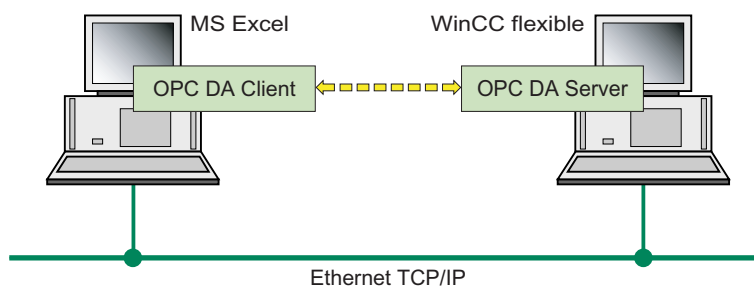 MS Excel
WinCC flexible
OPC DA Client
OPC DA Server
Ethernet TCP/IP